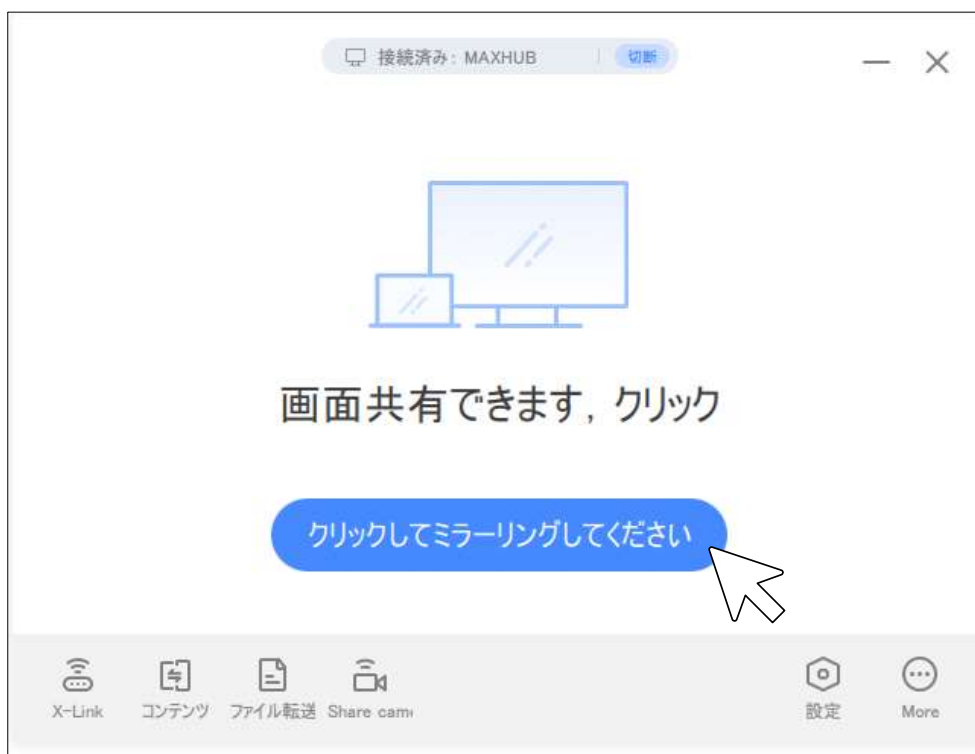 接続済み: MAXHUB
切断
画面共有できます, クリック
クリックしてミラーリングしてください
X-Link
コンテンツ
ファイル転送
Share cam
設定
More